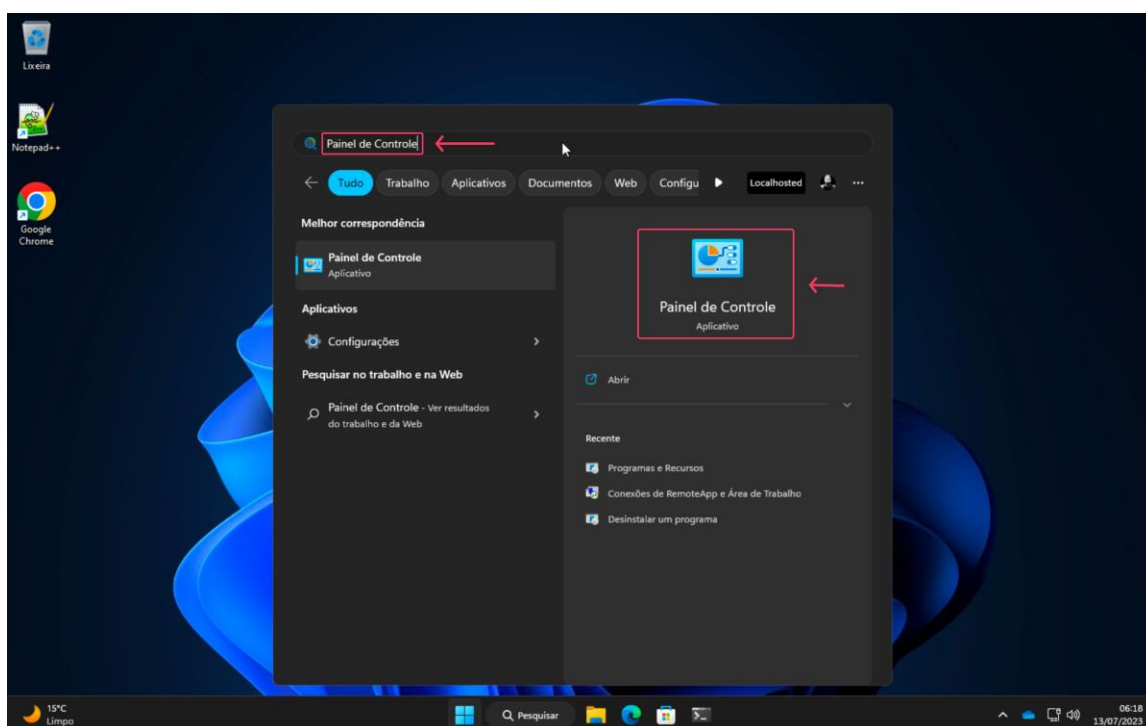 Lixeira
Notepad++
Google
Chrome
Painel de Controle
Tudo Trabalho Aplicativos Documentos Web Configu Localhosted
Melhor correspondência
Painel de Controle
Aplicativo
Aplicativos
Configurações
Pesquisar no trabalho e na Web
Painel de Controle - Ver resultados
do trabalho e da Web
Painel de Controle
Aplicativo
Abrir
Recente
Programas e Recursos
Conexões de RemoteApp e Área de Trabalho
Desinstalar um programa
15°C
Limpo
Pesquisar
06:18
13/07/2023